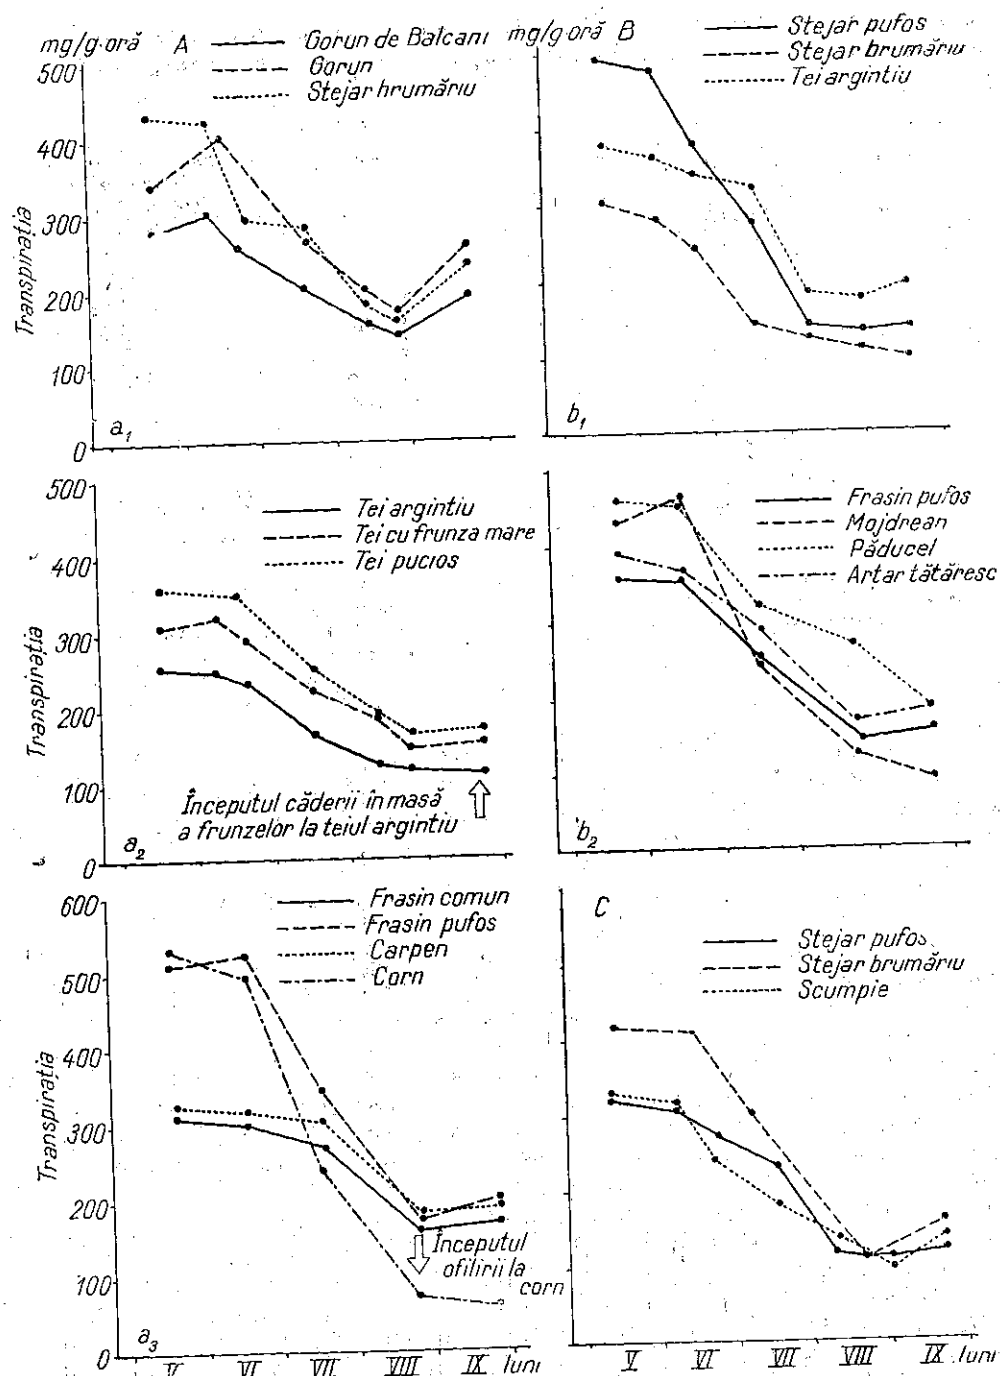 mg/g·oră A
Gorun de Balcani
Gorun
Stejar brumăriu
500
400
300
200
100
0
Transpirația
a₁
mg/g·oră B
Stejar pufos
Stejar brumăriu
Tei argintiu
b₁
500
400
300
200
100
0
Transpirația
Tei argintiu
Tei cu frunza mare
Tei pucios
Începutul căderii în masă
a frunzelor la teiul argintiu
a₂
Frasin pufos
Mojdrean
Păducel
Artar tătăresc
b₂
600
500
400
300
200
100
0
Transpirația
Frasin comun
Frasin pufos
Carpen
Corn
Începutul
ofilirii la
corn
a₃
V VI VII VIII IX luni
C
Stejar pufos
Stejar brumăriu
Scumpie
V VI VII VIII IX luni